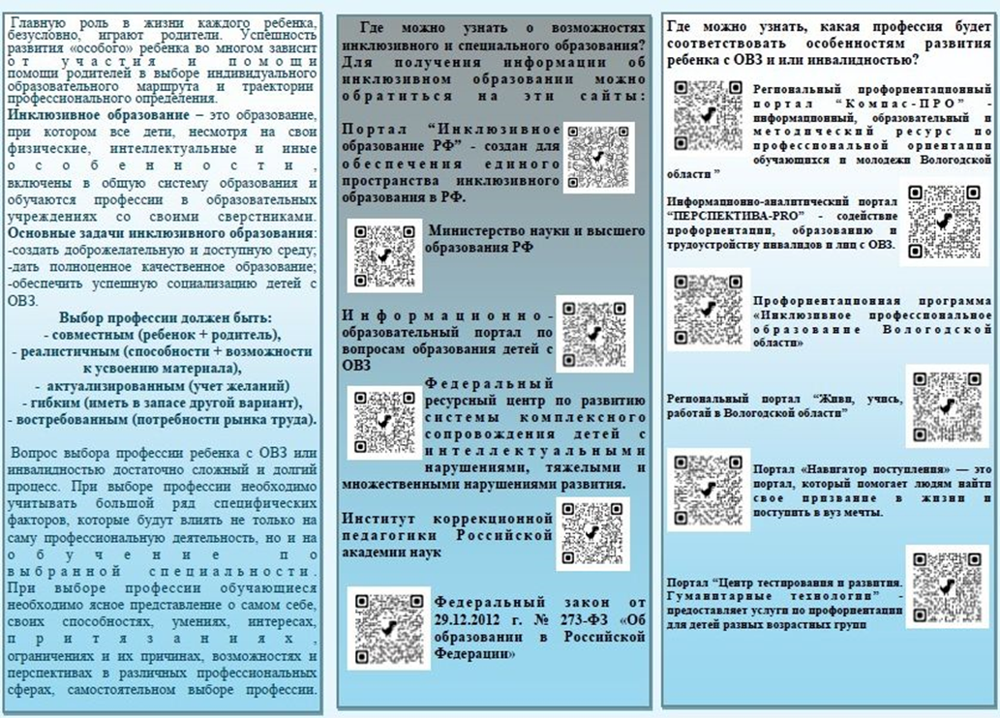 Главную роль в жизни каждого ребенка,
безусловно, играют родители. Успешность
развития «особого» ребенка во многом зависит
от участия и помощи
помощи родителей в выборе индивидуального
образовательного маршрута и траектории
профессионального определения.
Инклюзивное образование – это образование,
при котором все дети, несмотря на свои
физические, интеллектуальные и иные
особенности,
включены в общую систему образования и
обучаются профессии в образовательных
учреждениях со своими сверстниками.
Основные задачи инклюзивного образования:
-создать доброжелательную и доступную среду;
-дать полноценное качественное образование;
-обеспечить успешную социализацию детей с
ОВЗ.
Выбор профессии должен быть:
- совместным (ребенок + родитель),
- реалистичным (способности + возможности
к усвоению материала),
- актуализированным (учет желаний)
- гибким (иметь в запасе другой вариант),
- востребованным (потребности рынка труда).
Вопрос выбора профессии ребенка с ОВЗ или
инвалидностью достаточно сложный и долгий
процесс. При выборе профессии необходимо
учитывать большой ряд специфических
факторов, которые будут влиять не только на
саму профессиональную деятельность, но и на
обучение по
выбранной специальности.
При выборе профессии обучающиеся
необходимо ясное представление о самом себе,
своих способностях, умениях, интересах,
притязаниях,
ограничениях и их причинах, возможностях и
перспективах в различных профессиональных
сферах, самостоятельном выборе профессии.
Где можно узнать о возможностях
инклюзивного и специального образования?
Для получения информации об
инклюзивном образовании можно
обратиться на эти сайты:
Портал “Инклюзивное
образование РФ” - создан для
обеспечения единого
пространства инклюзивного
образования в РФ.
Министерство науки и высшего
образования РФ
Информационно-
образовательный портал по
вопросам образования детей с
ОВЗ
Федеральный
ресурсный центр по развитию
системы комплексного
сопровождения детей с
интеллектуальными
нарушениями, тяжелыми и
множественными нарушениями развития.
Институт коррекционной
педагогики Российской
академии наук
Федеральный закон от
29.12.2012 г. № 273-ФЗ «Об
образовании в Российской
Федерации»
Где можно узнать, какая профессия будет
соответствовать особенностям развития
ребенка с ОВЗ и или инвалидностью?
Региональный профориентационный
портал “Компас-ПРО” -
информационный, образовательный и
методический ресурс по
профессиональной ориентации
обучающихся и молодежи Вологодской
области ”
Информационно-аналитический портал
“ПЕРСПЕКТИВА-PRO” - содействие
профориентации, образованию и
трудоустройству инвалидов и лиц с ОВЗ.
Профориентационная программа
«Инклюзивное профессиональное
образование Вологодской
области»
Региональный портал “Живи, учись,
работай в Вологодской области”
Портал «Навигатор поступления» — это
портал, который помогает людям найти
свое призвание в жизни и
поступить в вуз мечты.
Портал “Центр тестирования и развития.
Гуманитарные технологии” -
предоставляет услуги по профориентации
для детей разных возрастных групп